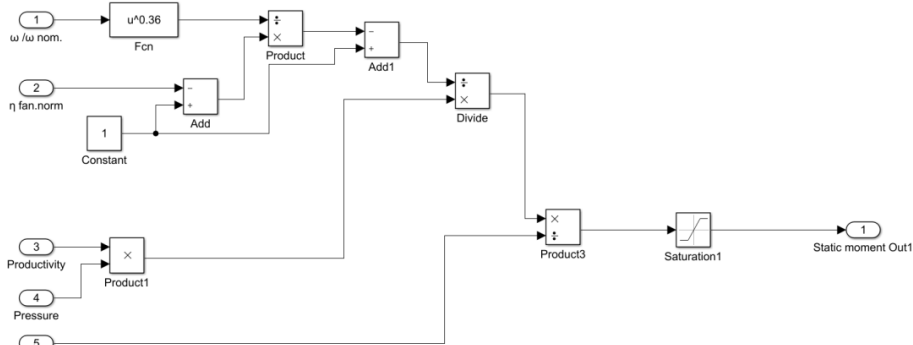 1
ω /ω nom.
u^0.36
Fcn
÷
×
Product
−
+
Add1
2
η fan.norm
−
+
Add
1
Constant
÷
×
Divide
3
Productivity
×
Product1
4
Pressure
×
÷
Product3
Saturation1
1
Static moment Out1
5